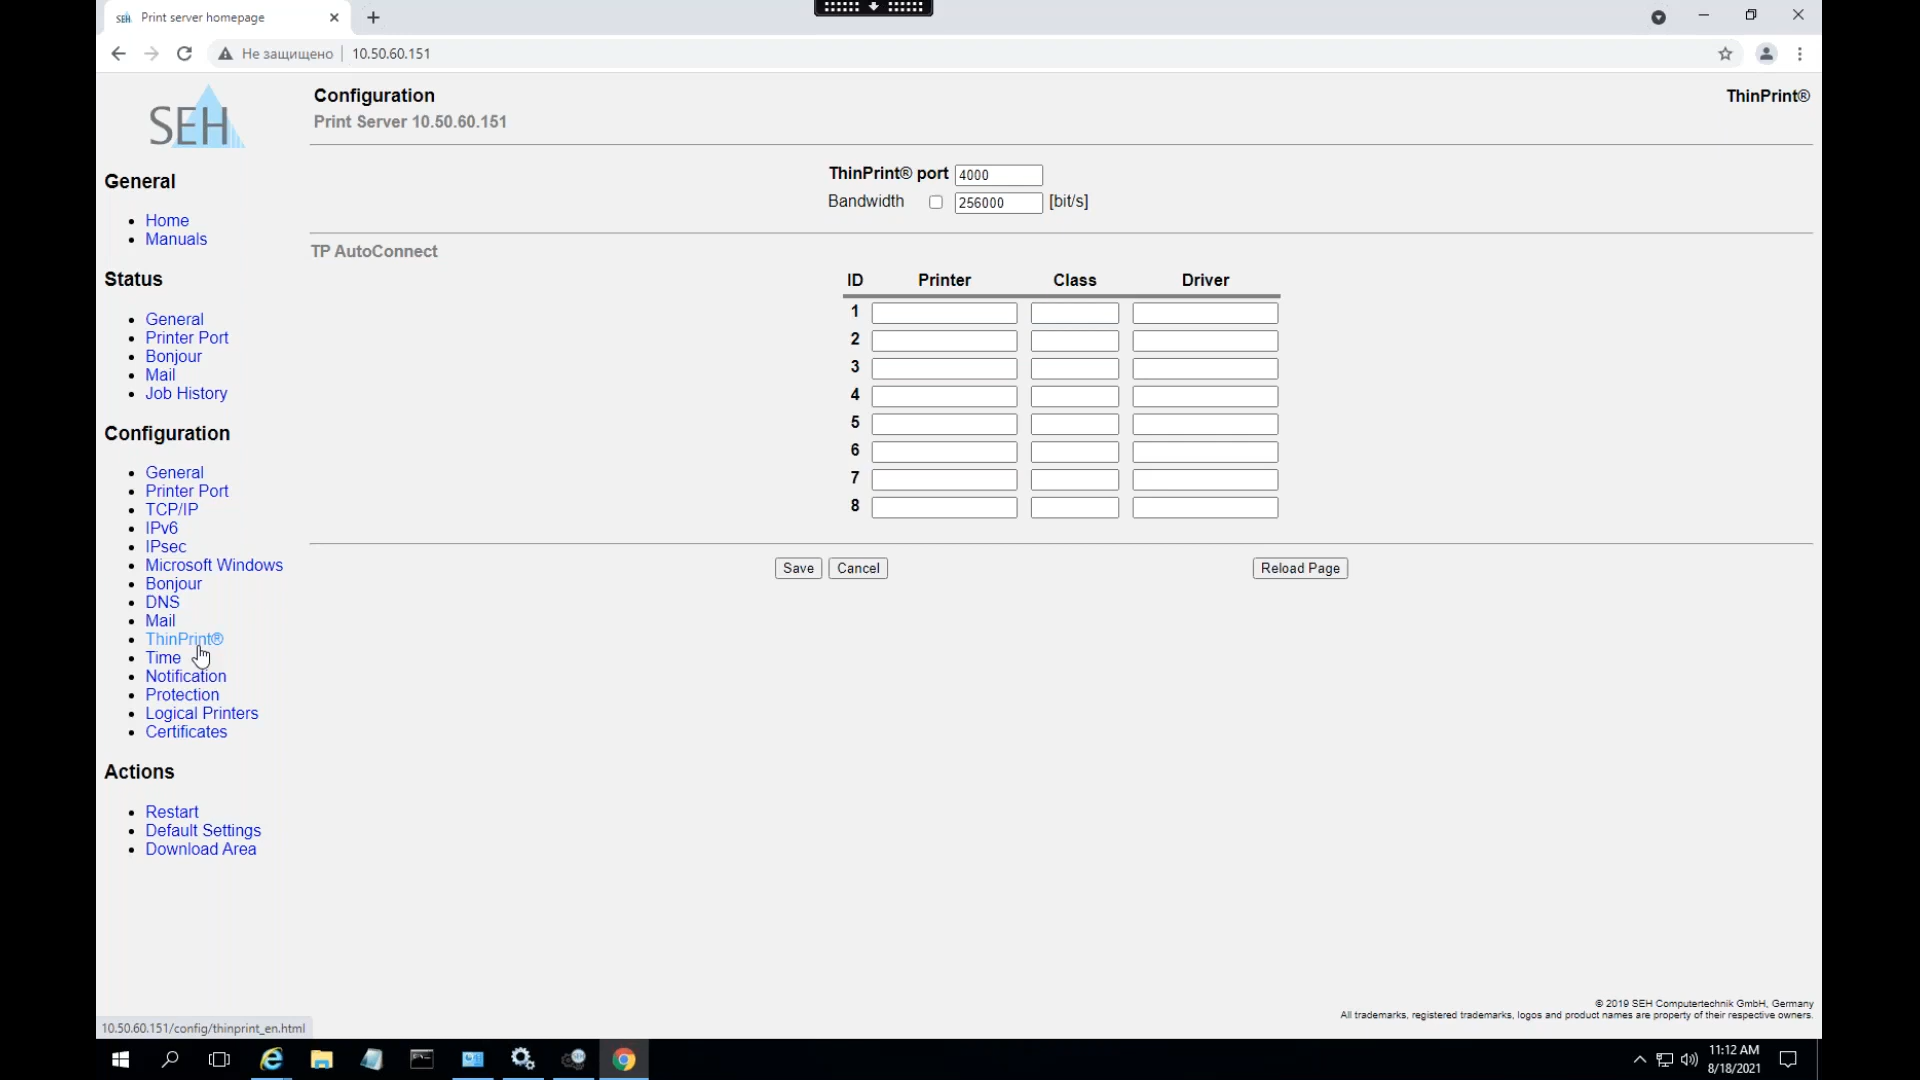 Print server homepage
Не защищено
10.50.60.151
SEH
General
Home
Manuals
Status
General
Printer Port
Bonjour
Mail
Job History
Configuration
General
Printer Port
TCP/IP
IPv6
IPsec
Microsoft Windows
Bonjour
DNS
Mail
ThinPrint®
Time
Notification
Protection
Logical Printers
Certificates
Actions
Restart
Default Settings
Download Area
Configuration
ThinPrint®
Print Server 10.50.60.151
ThinPrint® port 4000
Bandwidth 256000 [bit/s]
TP AutoConnect
ID Printer Class Driver
1
2
3
4
5
6
7
8
Save Cancel Reload Page
© 2019 SEH Computertechnik GmbH, Germany
All trademarks, registered trademarks, logos and product names are property of their respective owners.
10.50.60.151/config/thinprint_en.html
11:12 AM
8/18/2021